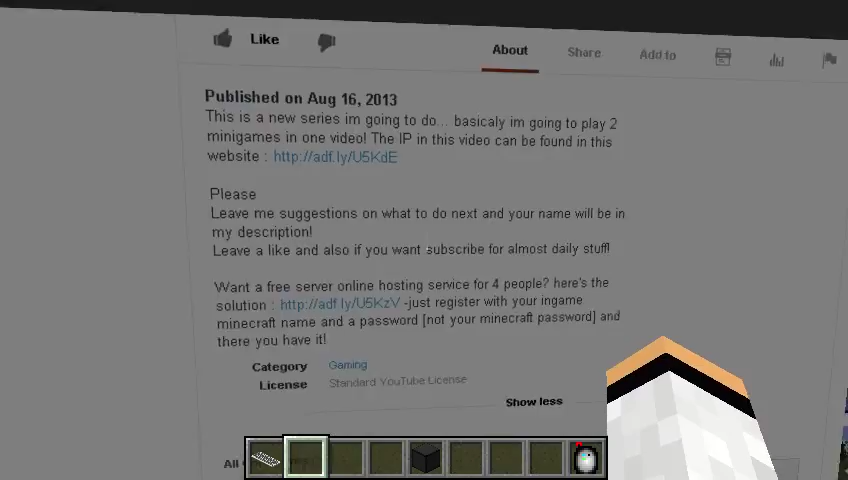 Like About Share Add to
Published on Aug 16, 2013
This is a new series im going to do... basicaly im going to play 2
minigames in one video! The IP in this video can be found in this
website : http://adf.ly/U5KdE
Please
Leave me suggestions on what to do next and your name will be in
my description!
Leave a like and also if you want subscribe for almost daily stuff!
Want a free server online hosting service for 4 people? here's the
solution : http://adf.ly/U5KzV -just register with your ingame
minecraft name and a password [not your minecraft password] and
there you have it!
Category Gaming
License Standard YouTube License
Show less
All